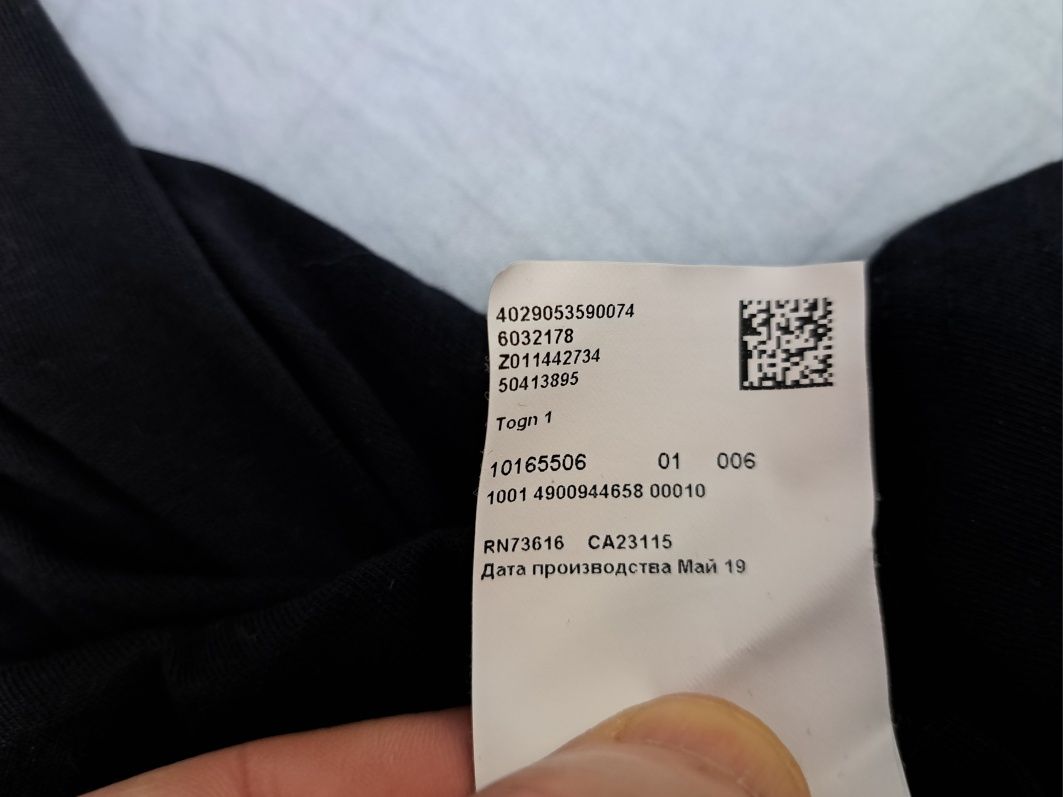 4029053590074
6032178
Z011442734
50413895
Togn 1
10165506 01 006
1001 4900944658 00010
RN73616 CA23115
Дата производства Май 19